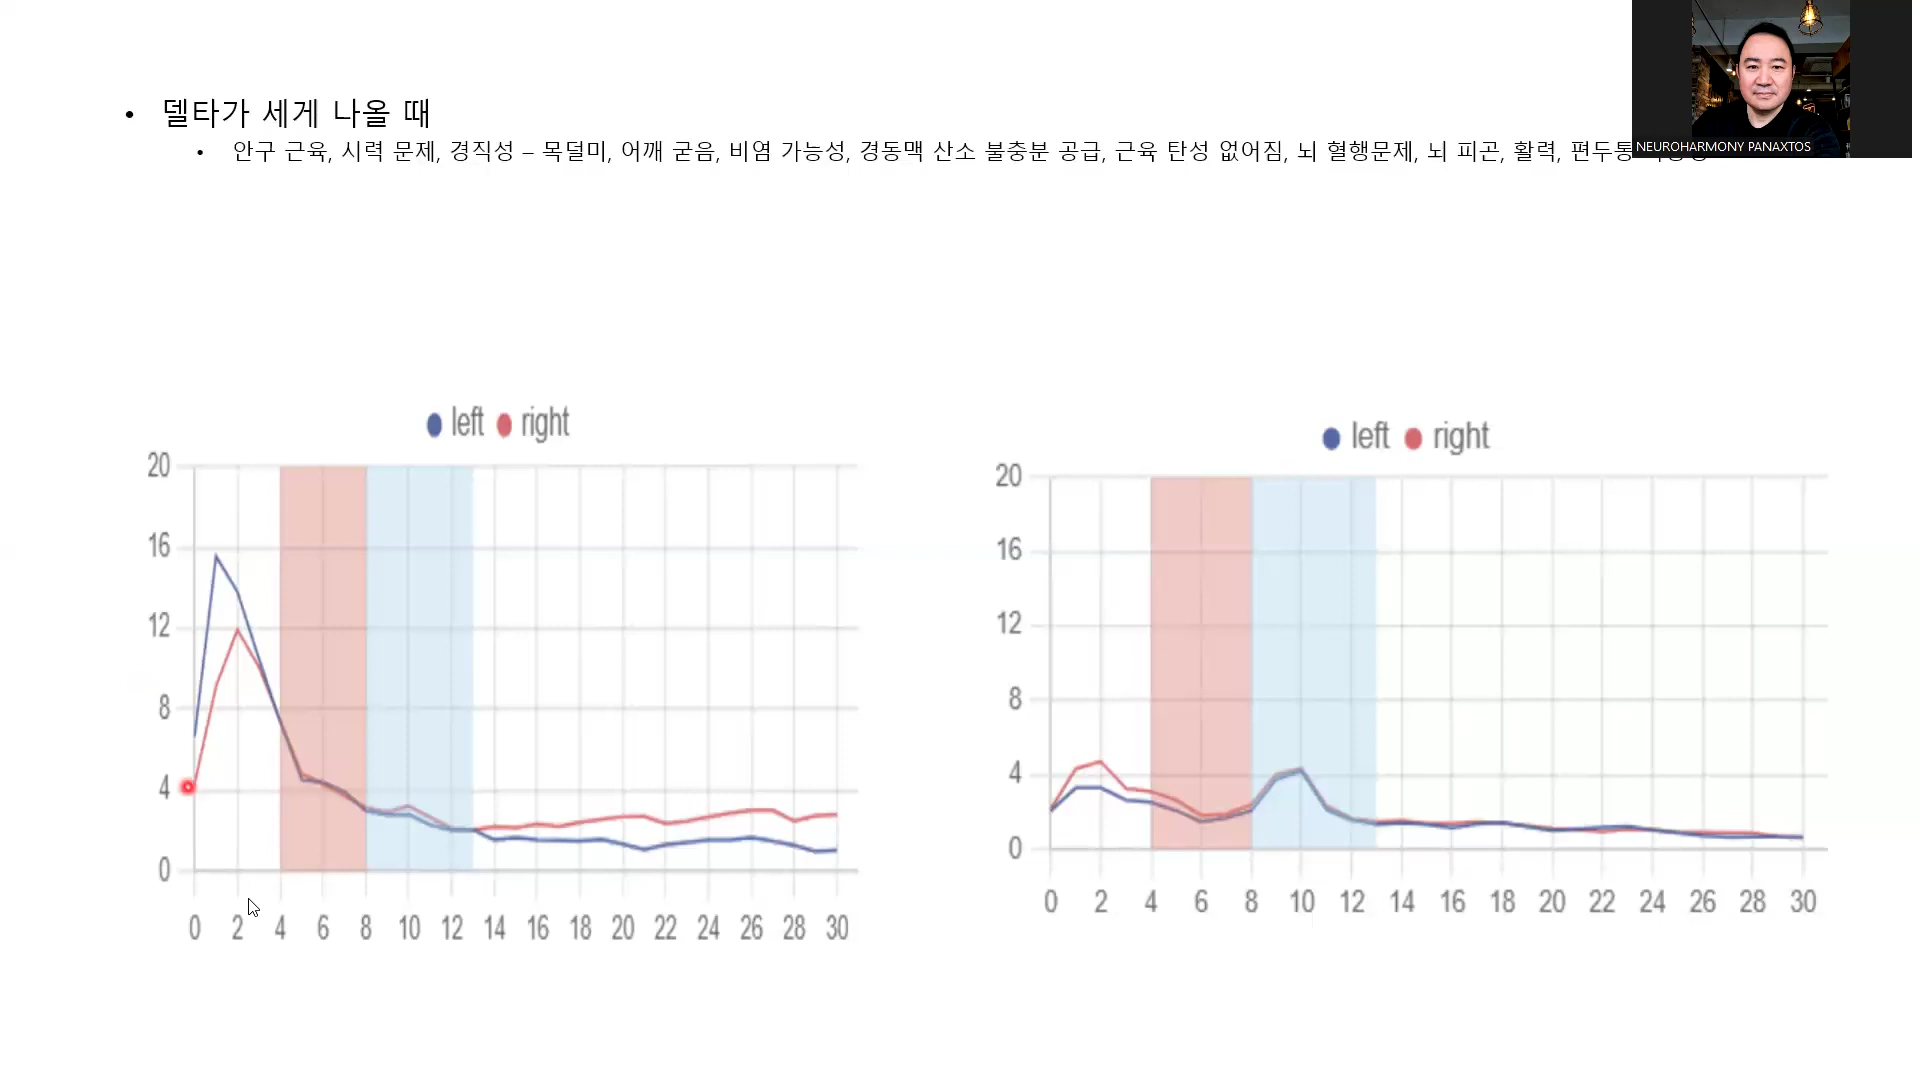 델타가 세게 나올 때
안구 근육, 시력 문제, 경직성 – 목덜미, 어깨 굳음, 비염 가능성, 경동맥 산소 불충분 공급, 근육 탄성 없어짐, 뇌 혈행문제, 뇌 피곤, 활력, 편두통
NEUROHARMONY PANAXTOS
left right
20
16
12
8
4
0
0 2 4 6 8 10 12 14 16 18 20 22 24 26 28 30
left right
20
16
12
8
4
0
0 2 4 6 8 10 12 14 16 18 20 22 24 26 28 30